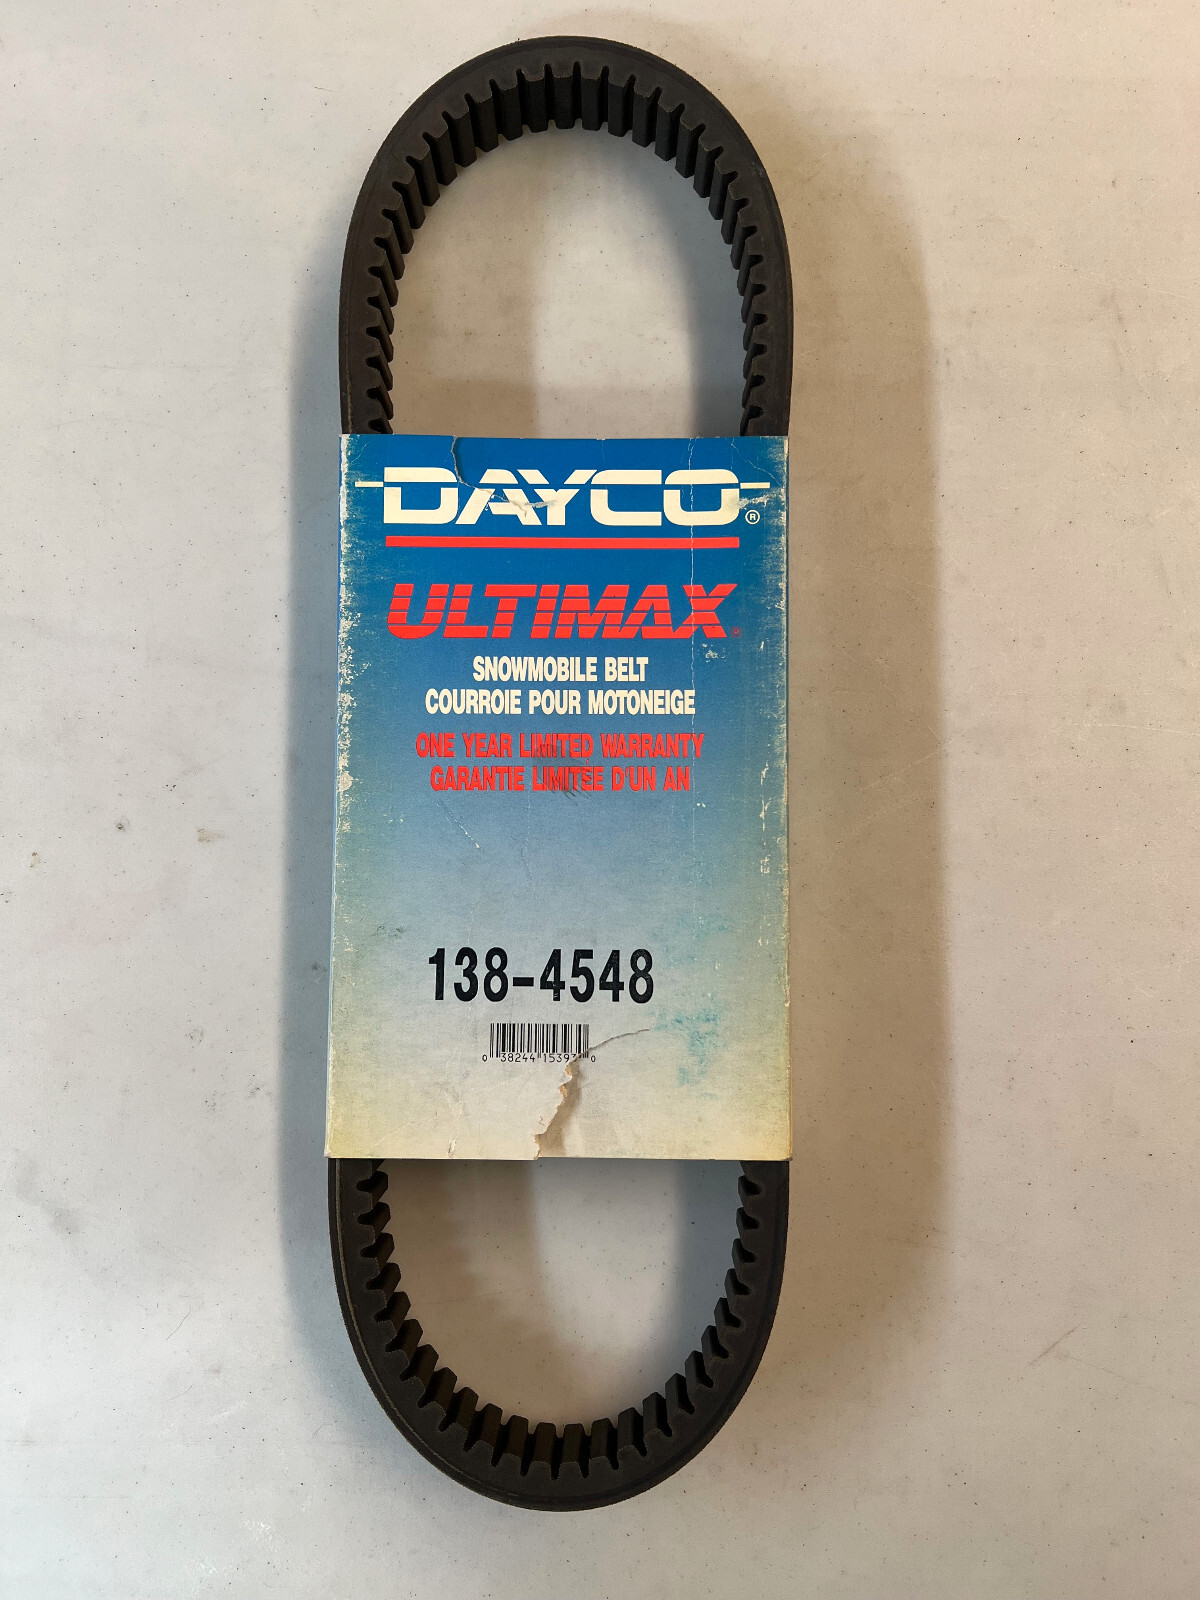 DAYCO®
ULTIMAX®
SNOWMOBILE BELT
COURROIE POUR MOTONEIGE
ONE YEAR LIMITED WARRANTY
GARANTIE LIMITEE D'UN AN
138-4548
0 38244 15393 0